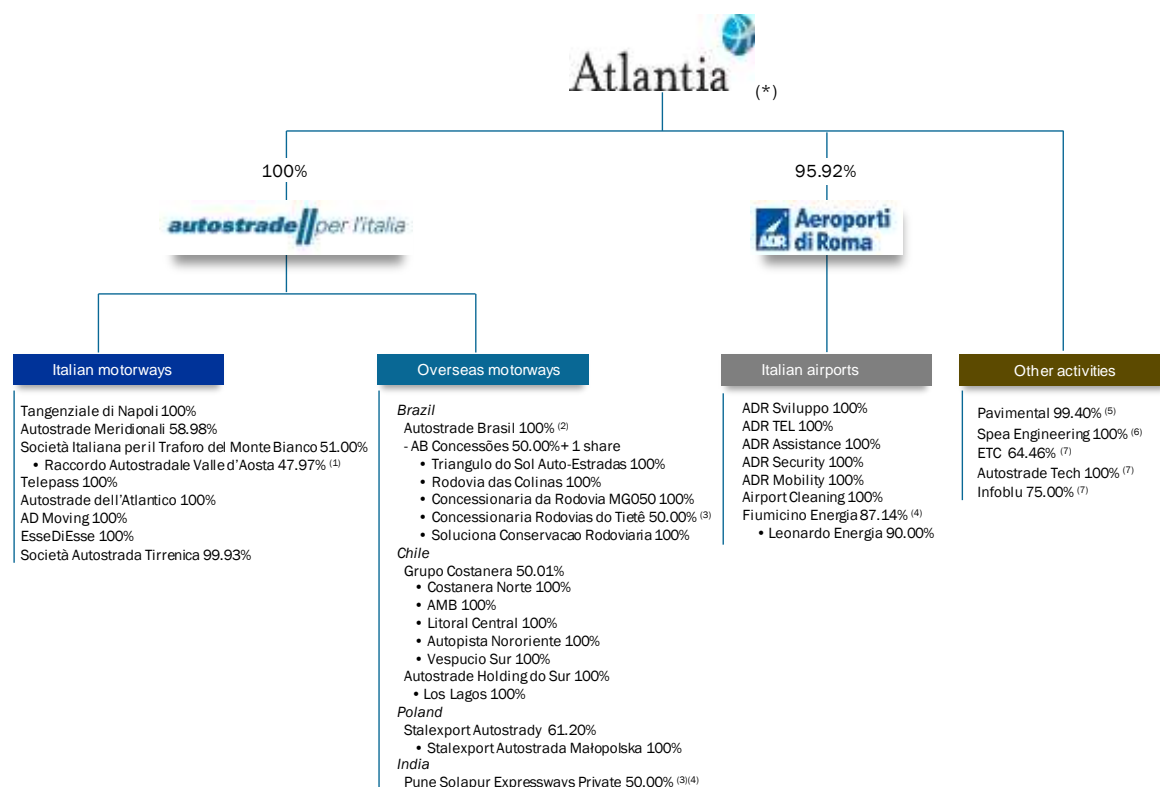 Atlantia
(*)
100%
95.92%
autostrade//per l'italia
ADR Aeroporti
di Roma
Italian motorways
Tangenziale di Napoli 100%
Autostrade Meridionali 58.98%
Società Italiana per il Traforo del Monte Bianco 51.00%
• Raccordo Autostradale Valle d'Aosta 47.97% (1)
Telepass 100%
Autostrade dell'Atlantico 100%
AD Moving 100%
EsseDiEsse 100%
Società Autostrada Tirrenica 99.93%
Overseas motorways
Brazil
Autostrade Brasil 100% (2)
- AB Concessões 50.00%+ 1 share
• Triangulo do Sol Auto-Estradas 100%
• Rodovia das Colinas 100%
• Concessionaria da Rodovia MG050 100%
• Concessionaria Rodovias do Tietê 50.00% (3)
• Soluciona Conservacao Rodoviaria 100%
Chile
Grupo Costanera 50.01%
• Costanera Norte 100%
• AMB 100%
• Litoral Central 100%
• Autopista Nororiente 100%
• Vespucio Sur 100%
Autostrade Holding do Sur 100%
• Los Lagos 100%
Poland
Stalexport Autostrady 61.20%
• Stalexport Autostrada Małopolska 100%
India
Pune Solapur Expressways Private 50.00% (3)(4)
Italian airports
ADR Sviluppo 100%
ADR TEL 100%
ADR Assistance 100%
ADR Security 100%
ADR Mobility 100%
Airport Cleaning 100%
Fiumicino Energia 87.14% (4)
• Leonardo Energia 90.00%
Other activities
Pavimental 99.40% (5)
Spea Engineering 100% (6)
ETC 64.46% (7)
Autostrade Tech 100% (7)
Infoblu 75.00% (7)